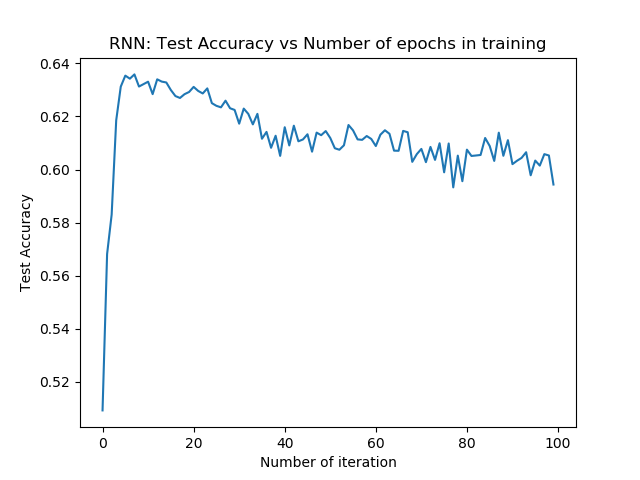 RNN: Test Accuracy vs Number of epochs in training
0.64
0.62
0.60
0.58
0.56
0.54
0.52
Test Accuracy
0 20 40 60 80 100
Number of iteration